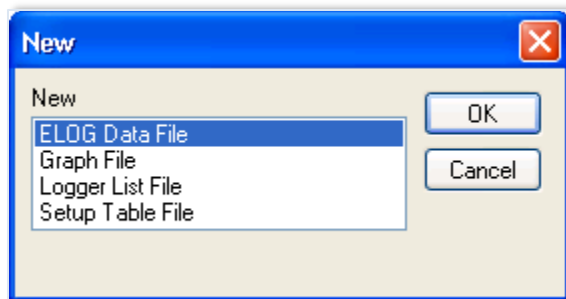 New
New
ELOG Data File
Graph File
Logger List File
Setup Table File
OK
Cancel